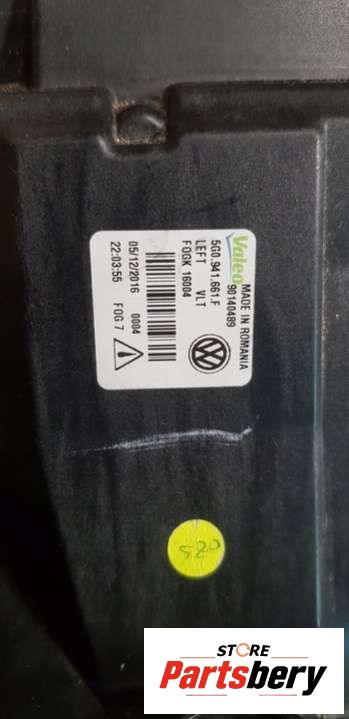 Valeo MADE IN ROMANIA
90140489
5G0.941.661.F
LEFT VLT
FOGK 16004
05/12/2016 0004
22:03:55 FOG 7
580
STORE
Partsbery